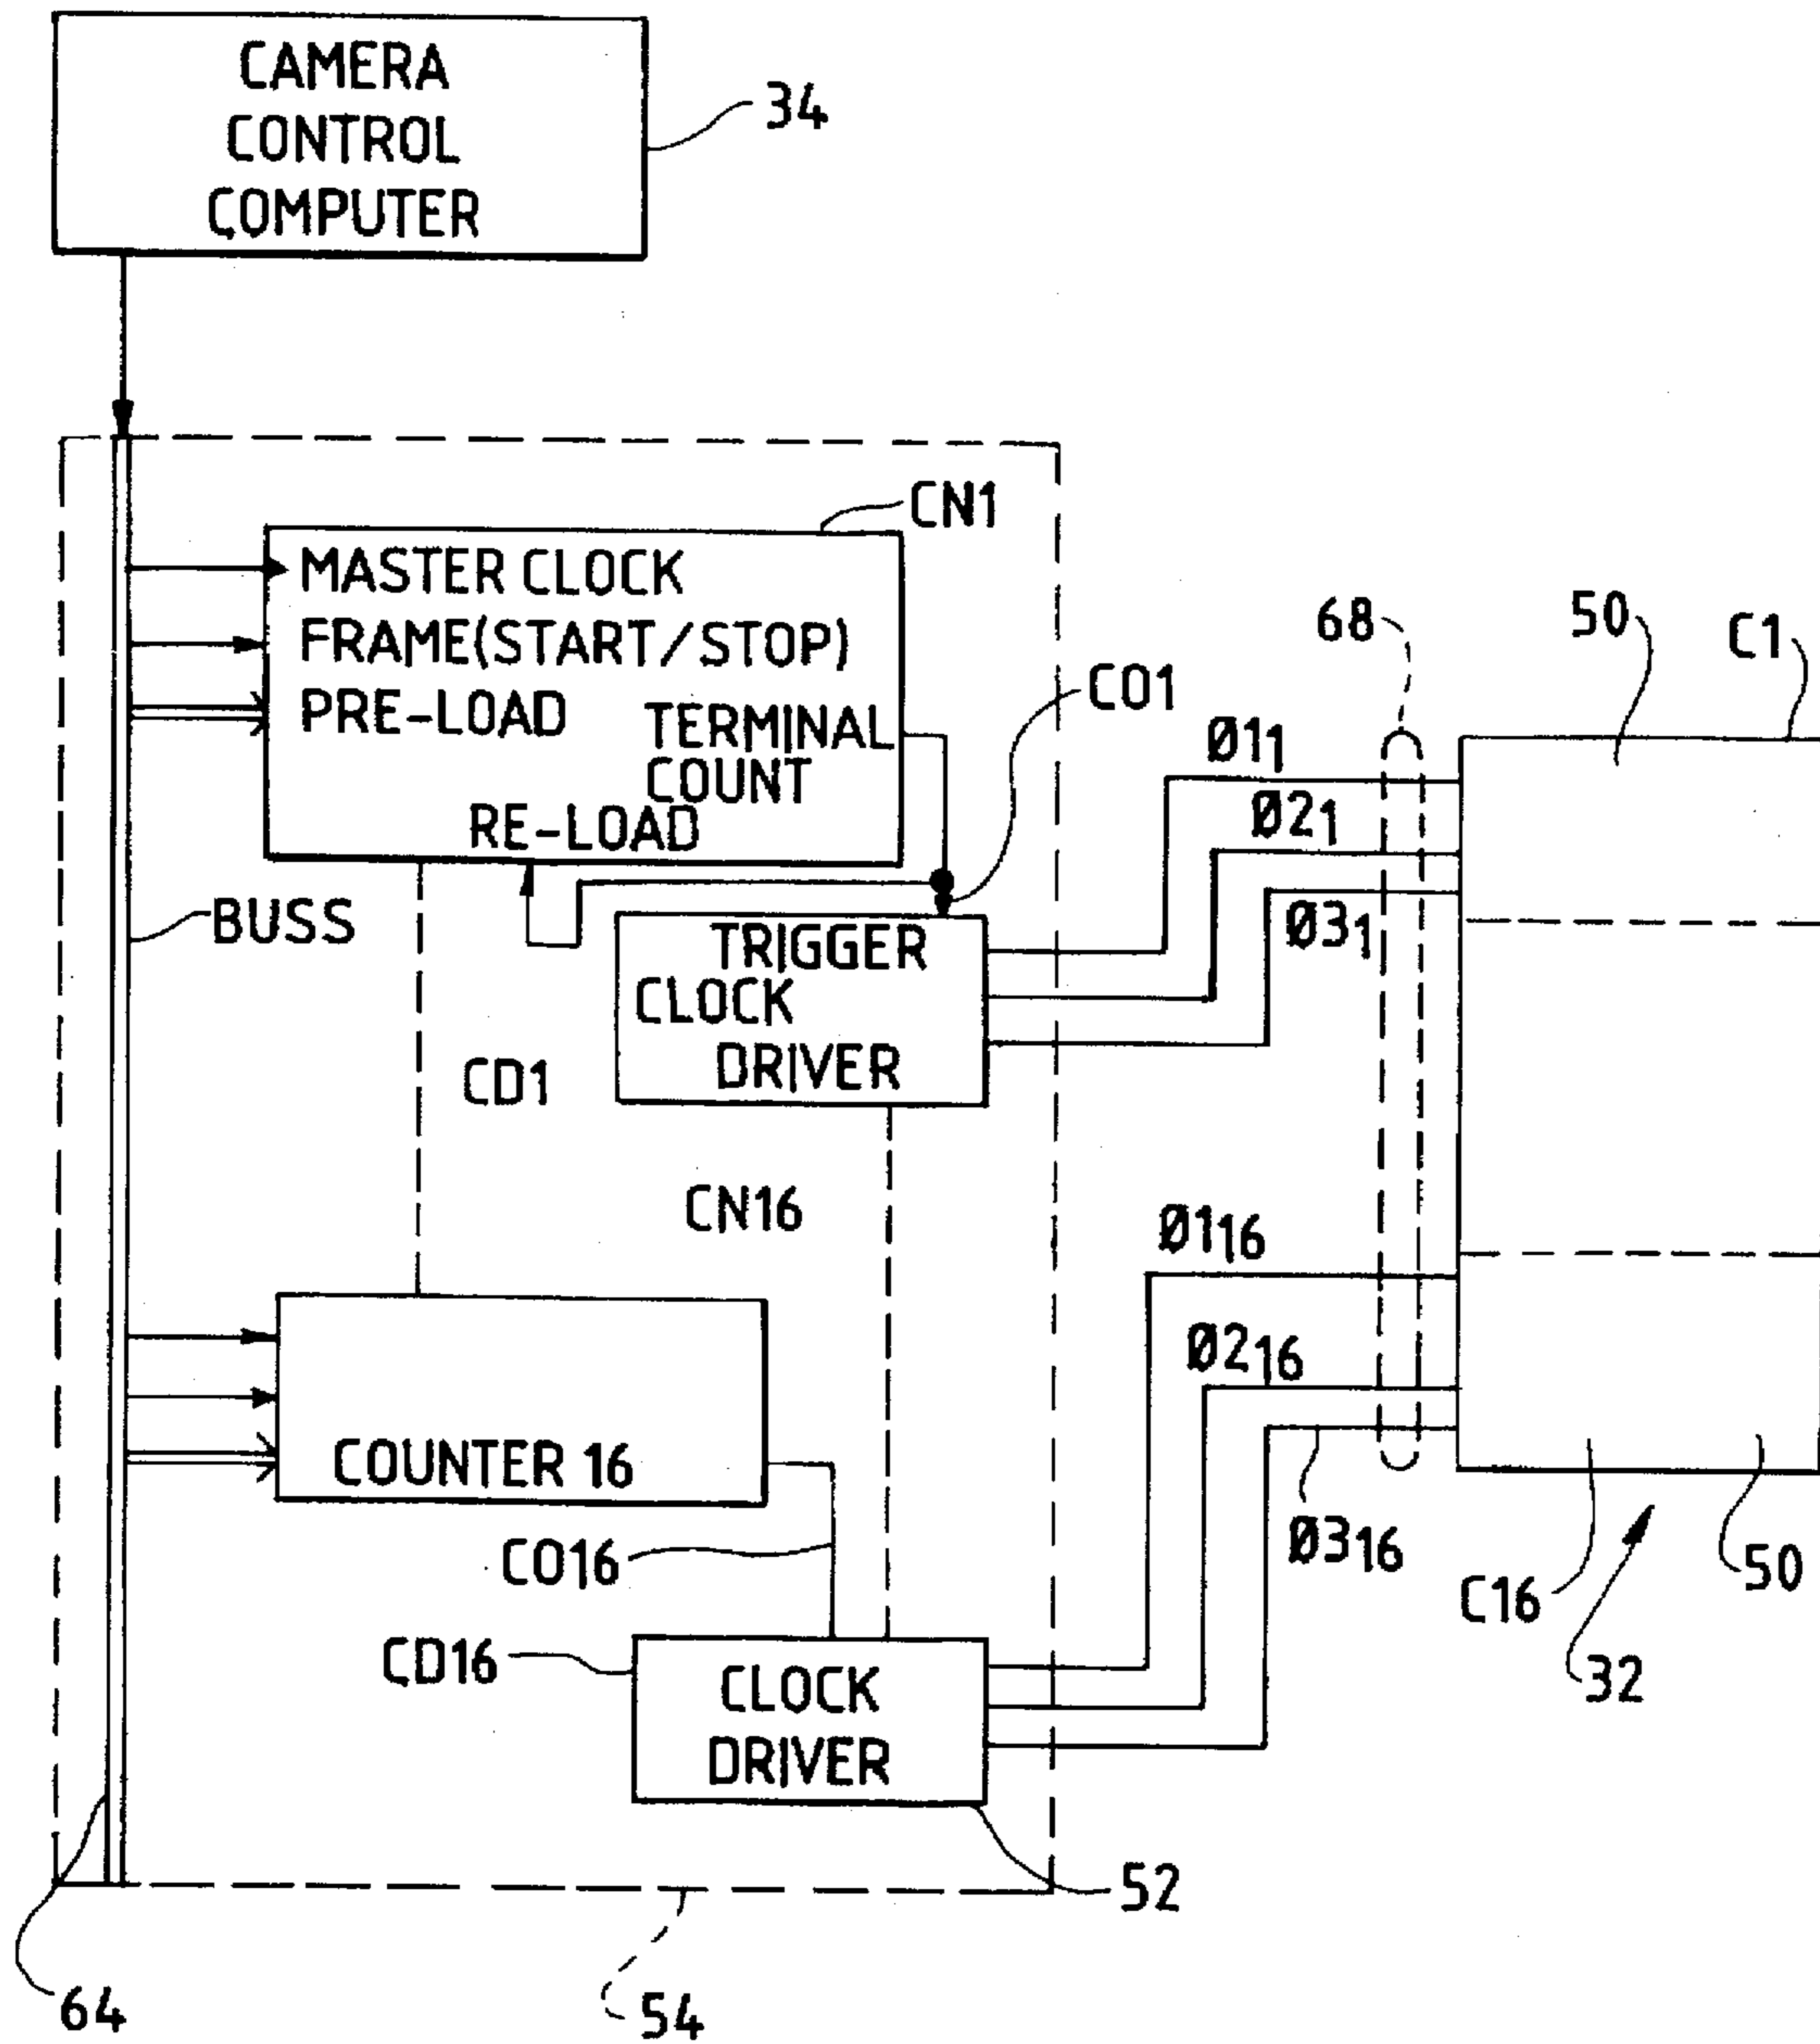 CAMERA
CONTROL
COMPUTER
34
CN1
MASTER CLOCK
FRAME(START/STOP)
PRE-LOAD
TERMINAL
COUNT
RE-LOAD
CO1
68
50
C1
Ø1₁
Ø2₁
Ø3₁
BUSS
TRIGGER
CLOCK
DRIVER
CD1
CN16
Ø1₁₆
Ø2₁₆
Ø3₁₆
COUNTER 16
CO16
C16
50
32
CD16
CLOCK
DRIVER
52
64
54